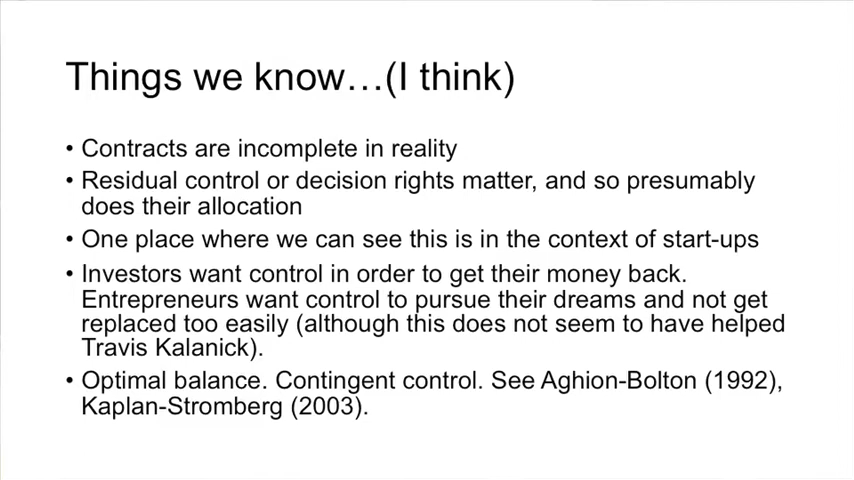 Things we know…(I think)
• Contracts are incomplete in reality
• Residual control or decision rights matter, and so presumably
does their allocation
• One place where we can see this is in the context of start-ups
• Investors want control in order to get their money back.
Entrepreneurs want control to pursue their dreams and not get
replaced too easily (although this does not seem to have helped
Travis Kalanick).
• Optimal balance. Contingent control. See Aghion-Bolton (1992),
Kaplan-Stromberg (2003).